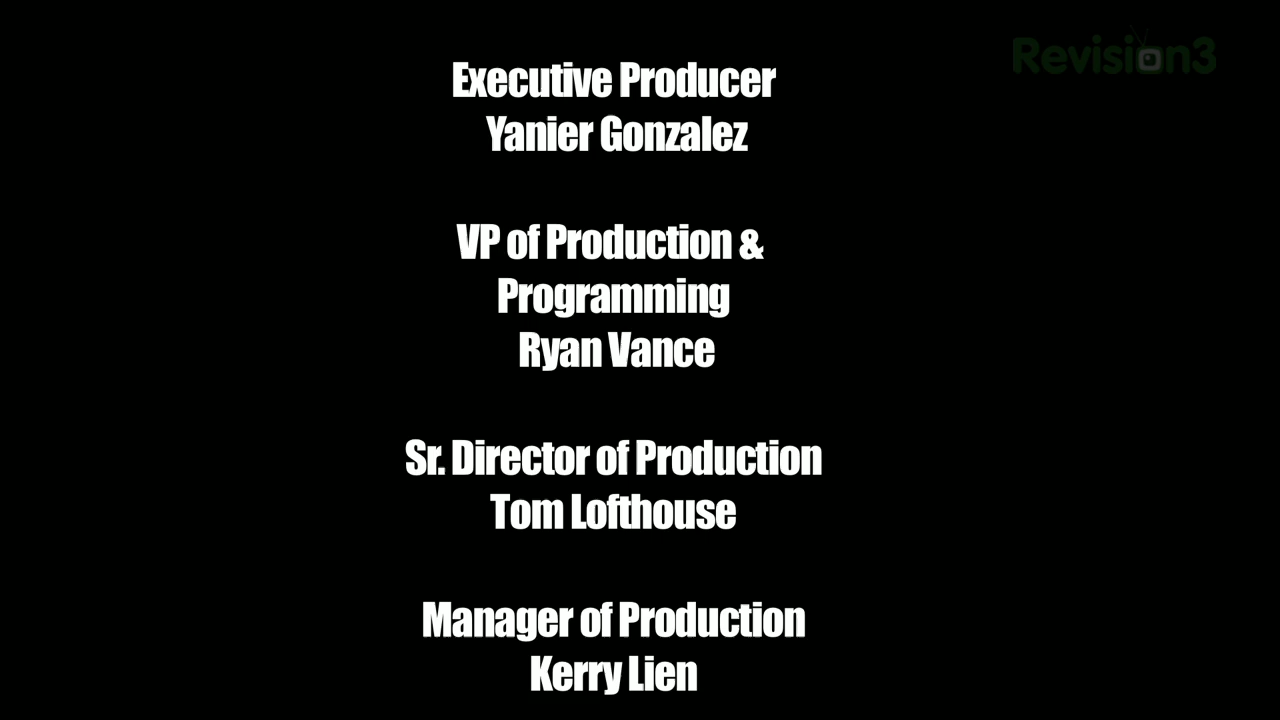 Revision3
Executive Producer
Yanier Gonzalez
VP of Production &
Programming
Ryan Vance
Sr. Director of Production
Tom Lofthouse
Manager of Production
Kerry Lien